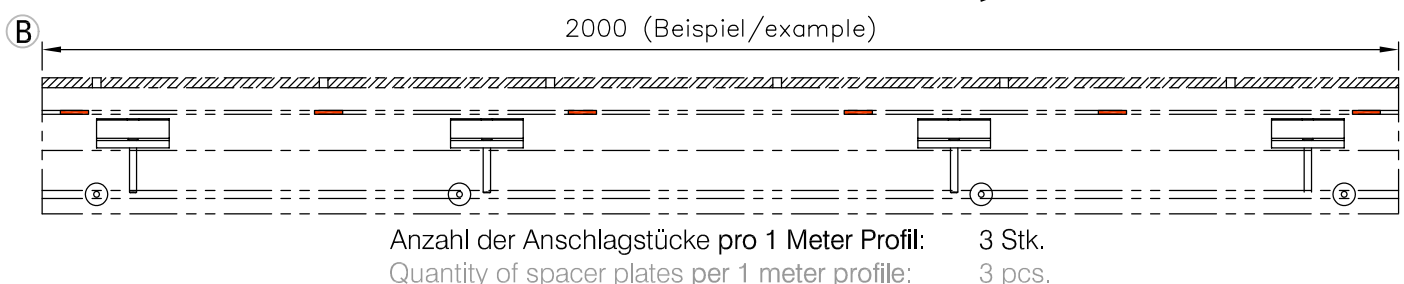 B
2000 (Beispiel/example)
Anzahl der Anschlagstücke pro 1 Meter Profil: 3 Stk.
Quantity of spacer plates per 1 meter profile: 3 pcs.